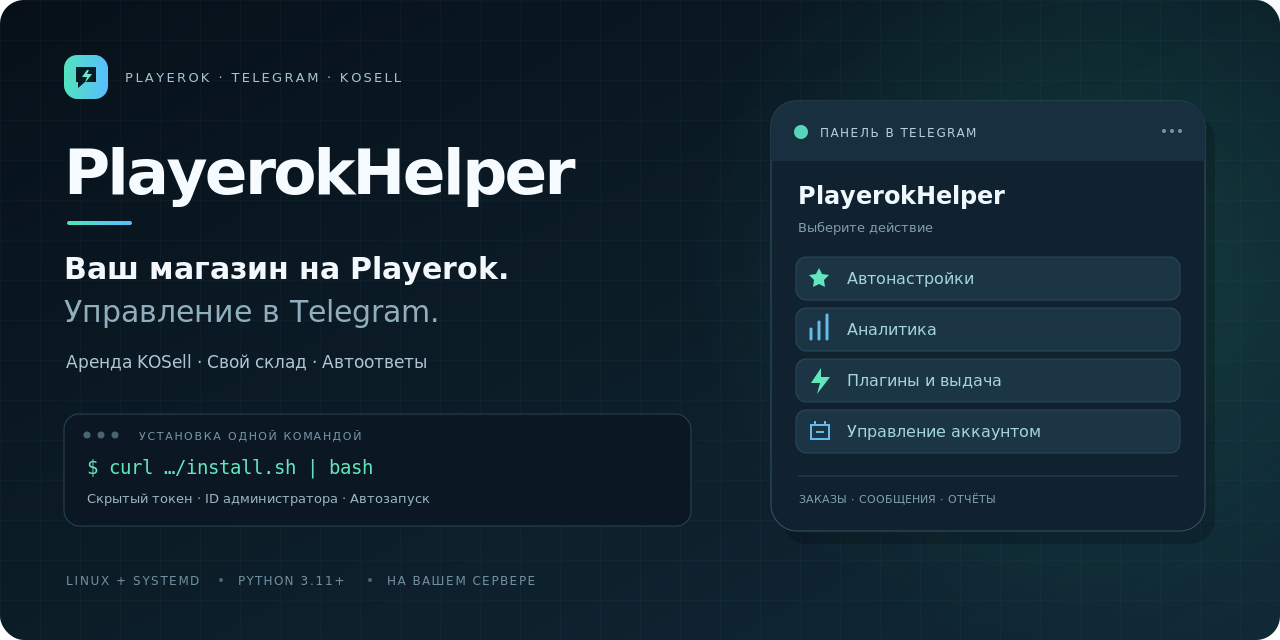 PLAYEROK · TELEGRAM · KOSELL
PlayerokHelper
Ваш магазин на Playerok.
Управление в Telegram.
Аренда KOSell · Свой склад · Автоответы
УСТАНОВКА ОДНОЙ КОМАНДОЙ
$ curl …/install.sh | bash
Скрытый токен · ID администратора · Автозапуск
LINUX + SYSTEMD • PYTHON 3.11+ • НА ВАШЕМ СЕРВЕРЕ
ПАНЕЛЬ В TELEGRAM
PlayerokHelper
Выберите действие
Автонастройки
Аналитика
Плагины и выдача
Управление аккаунтом
ЗАКАЗЫ · СООБЩЕНИЯ · ОТЧЁТЫ